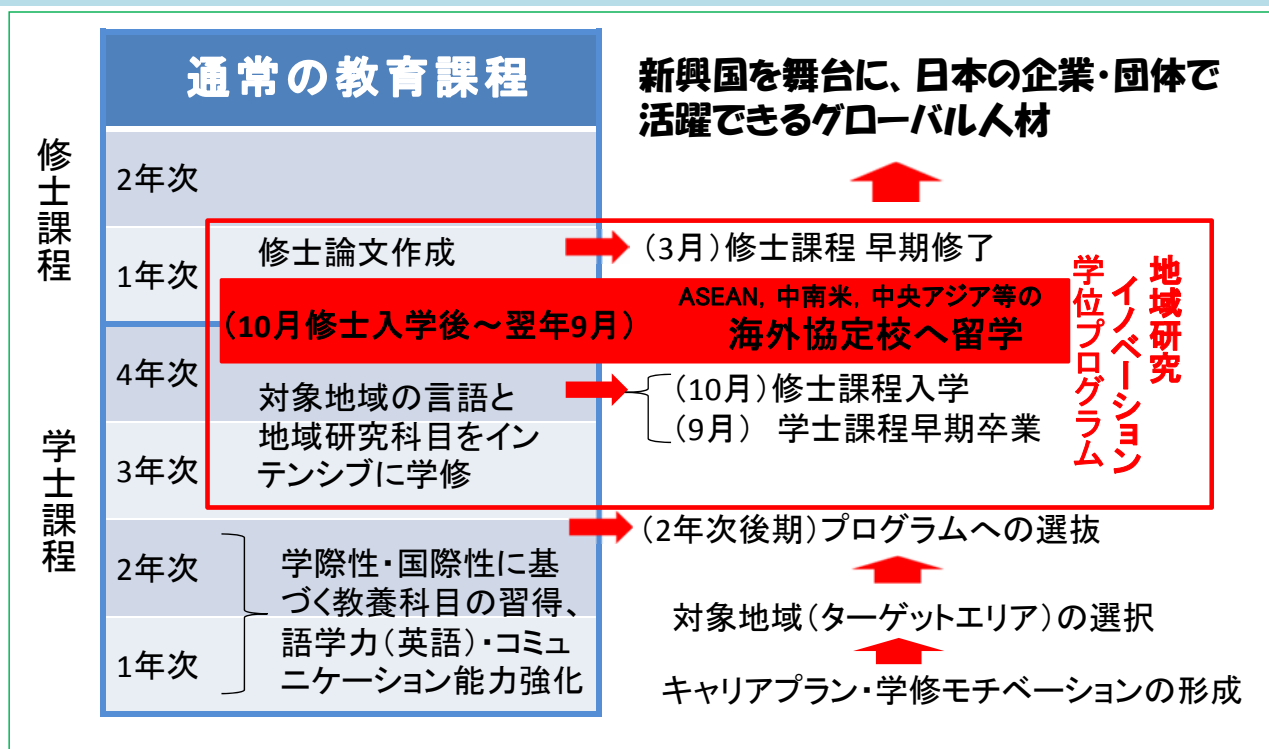 通常の教育課程
新興国を舞台に、日本の企業・団体で
活躍できるグローバル人材
修士課程
2年次
1年次
修士論文作成
(3月)修士課程 早期修了
(10月修士入学後～翌年9月)
ASEAN, 中南米, 中央アジア等の
海外協定校へ留学
地域研究
イノベーション
学位プログラム
学士課程
4年次
3年次
対象地域の言語と
地域研究科目をイン
テンシブに学修
(10月)修士課程入学
(9月) 学士課程早期卒業
(2年次後期)プログラムへの選抜
2年次
1年次
学際性・国際性に基
づく教養科目の習得、
語学力(英語)・コミュ
ニケーション能力強化
対象地域(ターゲットエリア)の選択
キャリアプラン・学修モチベーションの形成